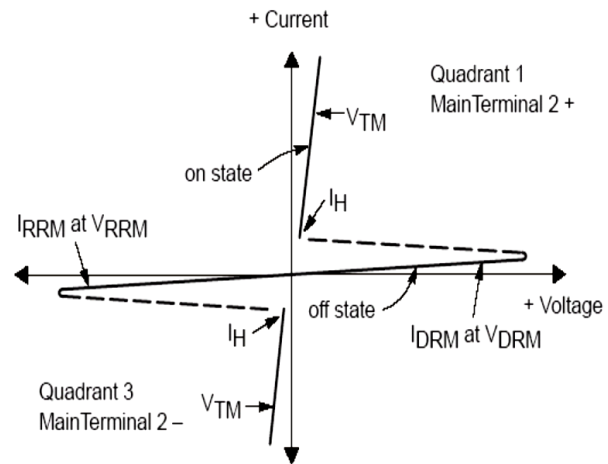 + Current
Quadrant 1
MainTerminal 2 +
VTM
on state
IH
IRRM at VRRM
+ Voltage
off state
IDRM at VDRM
IH
Quadrant 3
MainTerminal 2 –
VTM